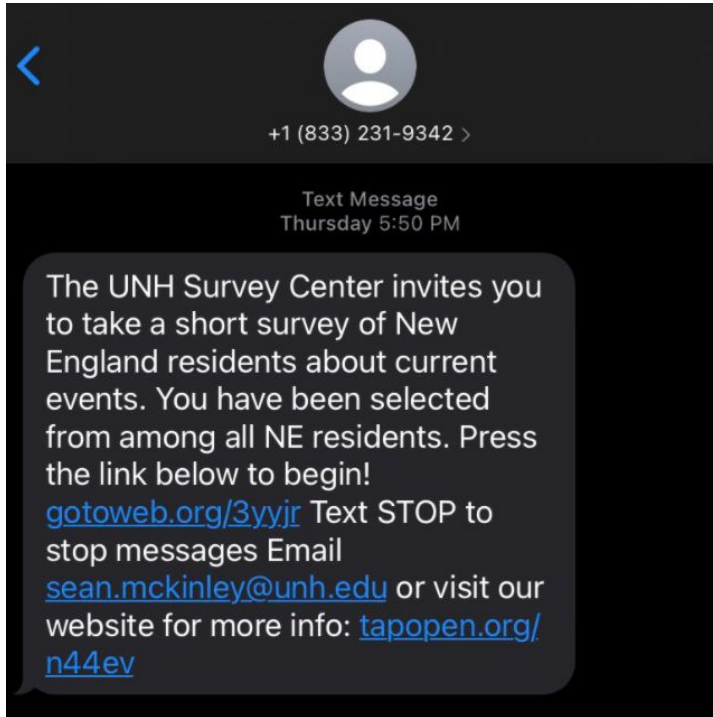 +1 (833) 231-9342 >
Text Message
Thursday 5:50 PM
The UNH Survey Center invites you
to take a short survey of New
England residents about current
events. You have been selected
from among all NE residents. Press
the link below to begin!
gotoweb.org/3yyjr Text STOP to
stop messages Email
sean.mckinley@unh.edu or visit our
website for more info: tapopen.org/
n44ev